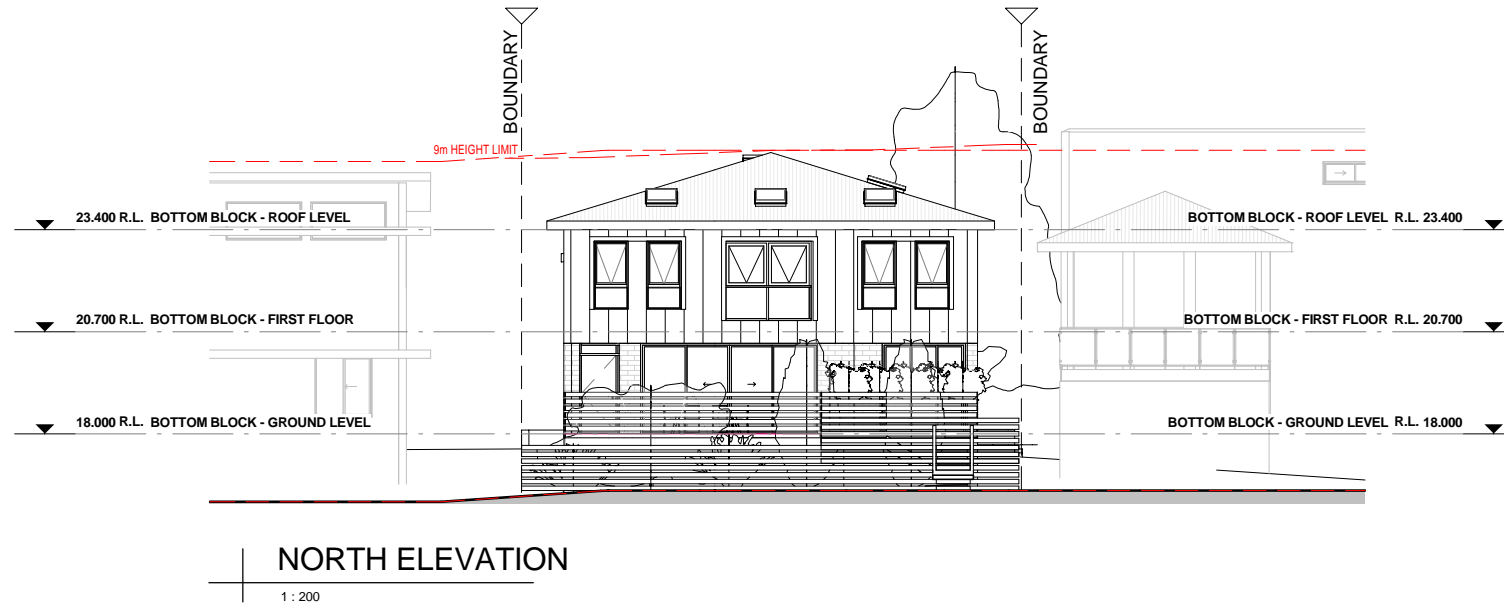 BOUNDARY
BOUNDARY
9m HEIGHT LIMIT
23.400 R.L. BOTTOM BLOCK - ROOF LEVEL
BOTTOM BLOCK - ROOF LEVEL R.L. 23.400
20.700 R.L. BOTTOM BLOCK - FIRST FLOOR
BOTTOM BLOCK - FIRST FLOOR R.L. 20.700
18.000 R.L. BOTTOM BLOCK - GROUND LEVEL
BOTTOM BLOCK - GROUND LEVEL R.L. 18.000
NORTH ELEVATION
1 : 200